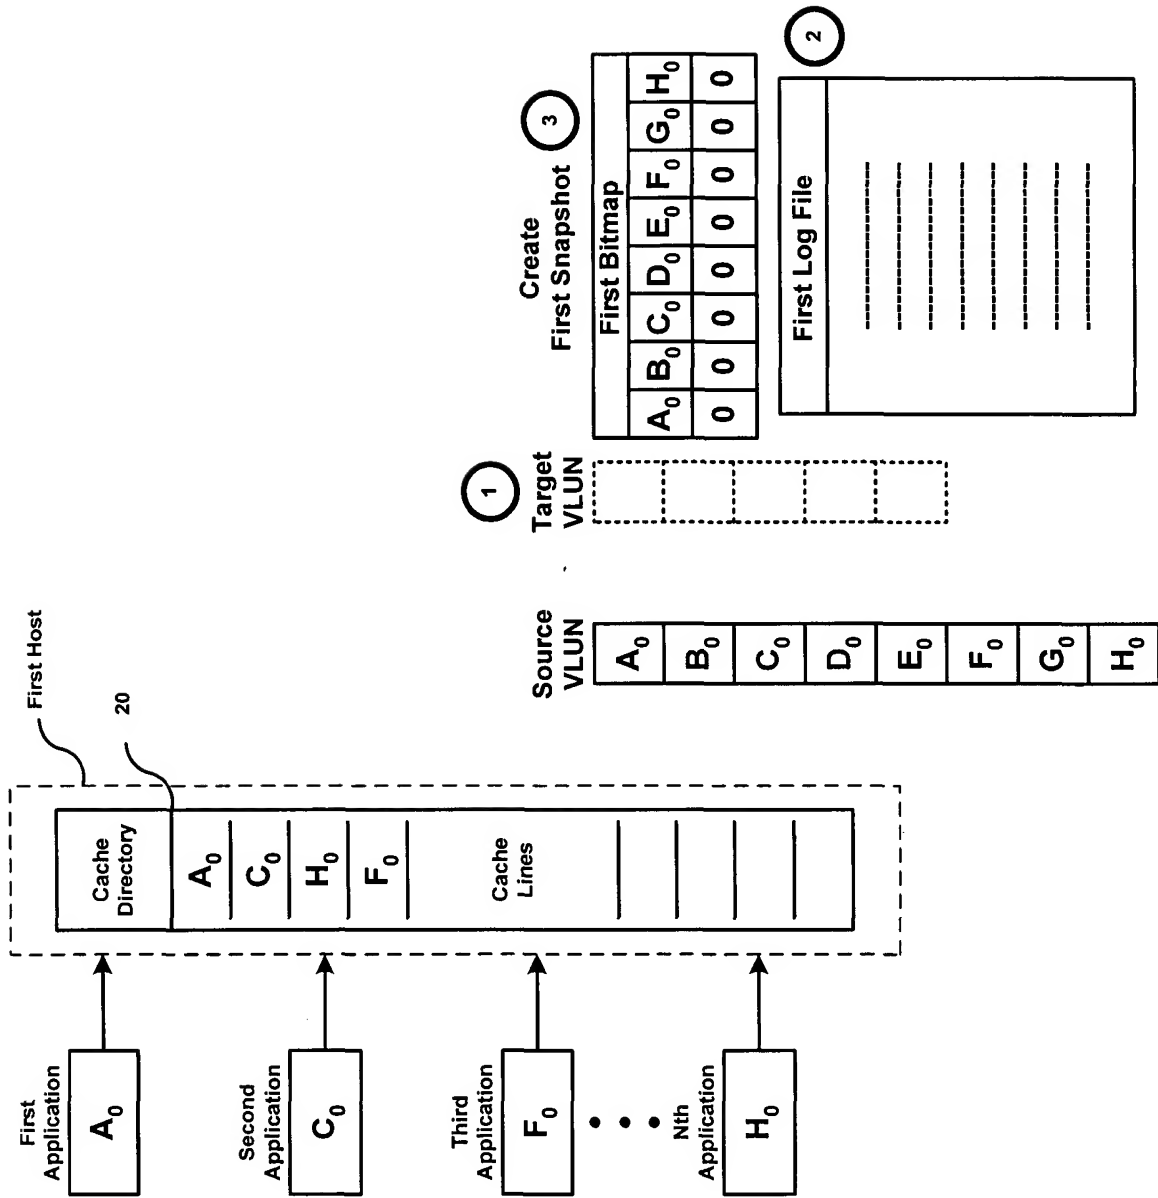 First
Application
A₀
Second
Application
C₀
Third
Application
F₀
Nth
Application
H₀
First Host
20
Cache
Directory
A₀
C₀
H₀
F₀
Cache
Lines
Source
VLUN
A₀
B₀
C₀
D₀
E₀
F₀
G₀
H₀
1
Target
VLUN
Create
First Snapshot
3
First Bitmap
A₀ B₀ C₀ D₀ E₀ F₀ G₀ H₀
0 0 0 0 0 0 0 0
2
First Log File